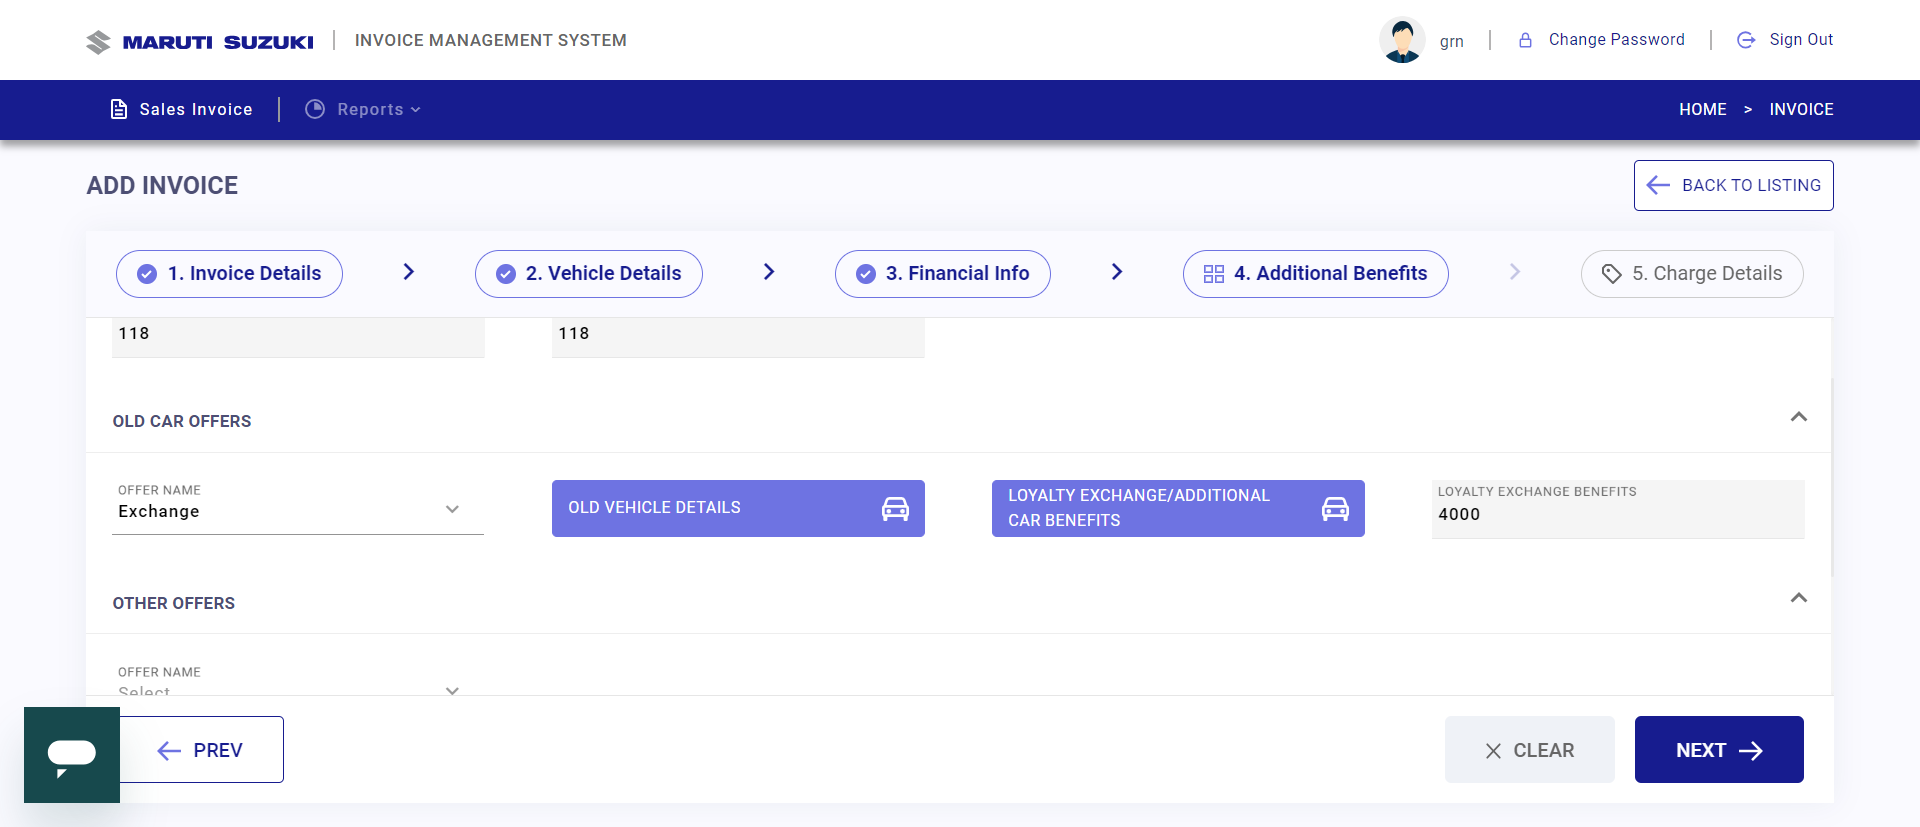 MARUTI SUZUKI
INVOICE MANAGEMENT SYSTEM
grn
Change Password
Sign Out
Sales Invoice
Reports
HOME > INVOICE
ADD INVOICE
BACK TO LISTING
1. Invoice Details
2. Vehicle Details
3. Financial Info
4. Additional Benefits
5. Charge Details
118
118
OLD CAR OFFERS
OFFER NAME
Exchange
OLD VEHICLE DETAILS
LOYALTY EXCHANGE/ADDITIONAL
CAR BENEFITS
LOYALTY EXCHANGE BENEFITS
4000
OTHER OFFERS
OFFER NAME
Select
PREV
CLEAR
NEXT